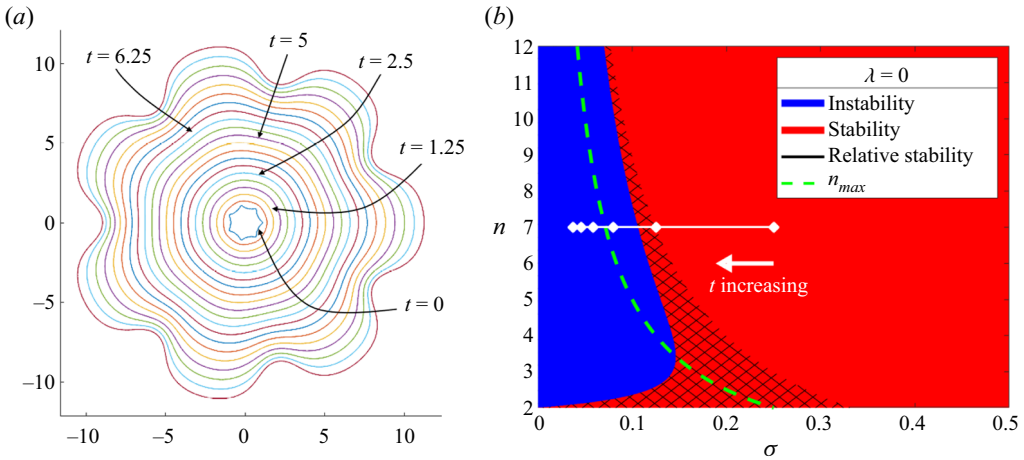 (a)
t = 6.25
t = 5
t = 2.5
t = 1.25
t = 0
10
5
0
–5
–10
–10
–5
0
5
10
(b)
12
11
10
9
8
7
6
5
4
3
2
n
λ = 0
Instability
Stability
Relative stability
n_max
t increasing
0
0.1
0.2
0.3
0.4
0.5
σ